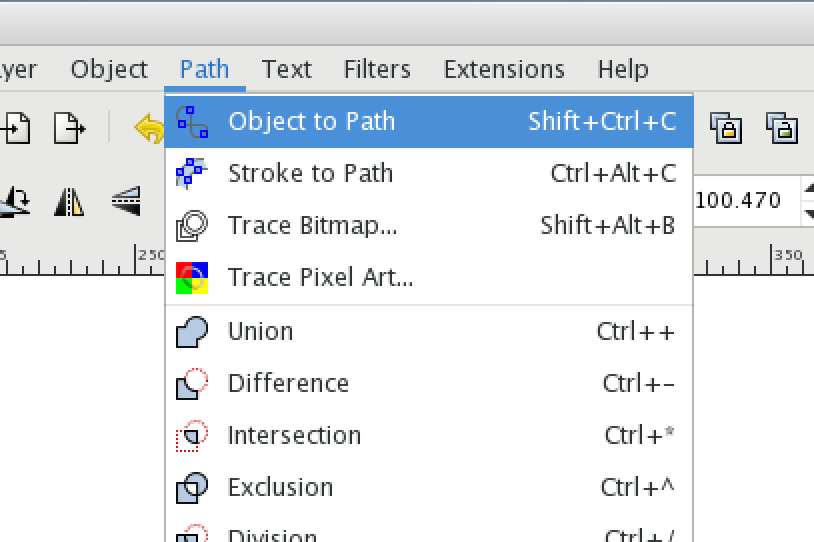 yer Object Path Text Filters Extensions Help
Object to Path Shift+Ctrl+C
Stroke to Path Ctrl+Alt+C
100.470
Trace Bitmap... Shift+Alt+B
250
350
Trace Pixel Art...
Union Ctrl++
Difference Ctrl+-
Intersection Ctrl+*
Exclusion Ctrl+^
Division Ctrl+/